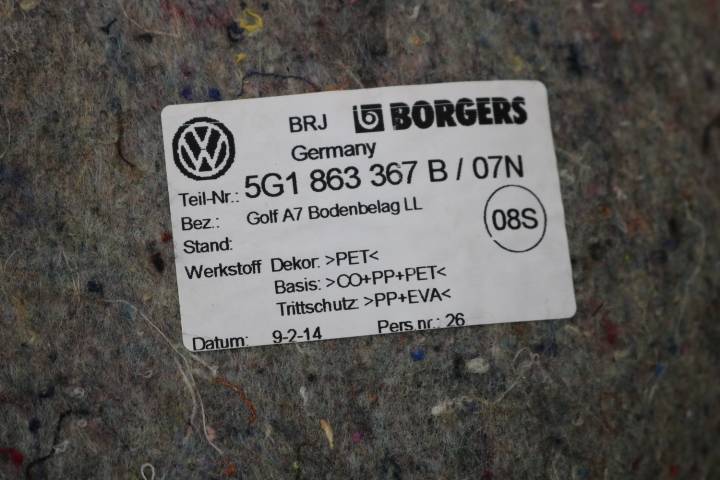 BRJ BORGERS
Germany
Teil-Nr.: 5G1 863 367 B / 07N
Bez.: Golf A7 Bodenbelag LL
08S
Stand:
Werkstoff Dekor: >PET<
Basis: >CO+PP+PET<
Trittschutz: >PP+EVA<
Datum: 9-2-14 Pers.nr.: 26